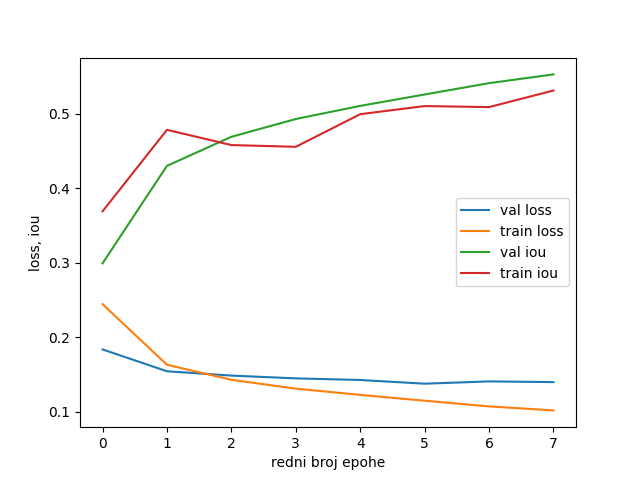 0.5
0.4
0.3
0.2
0.1
loss, iou
val loss
train loss
val iou
train iou
0 1 2 3 4 5 6 7
redni broj epohe